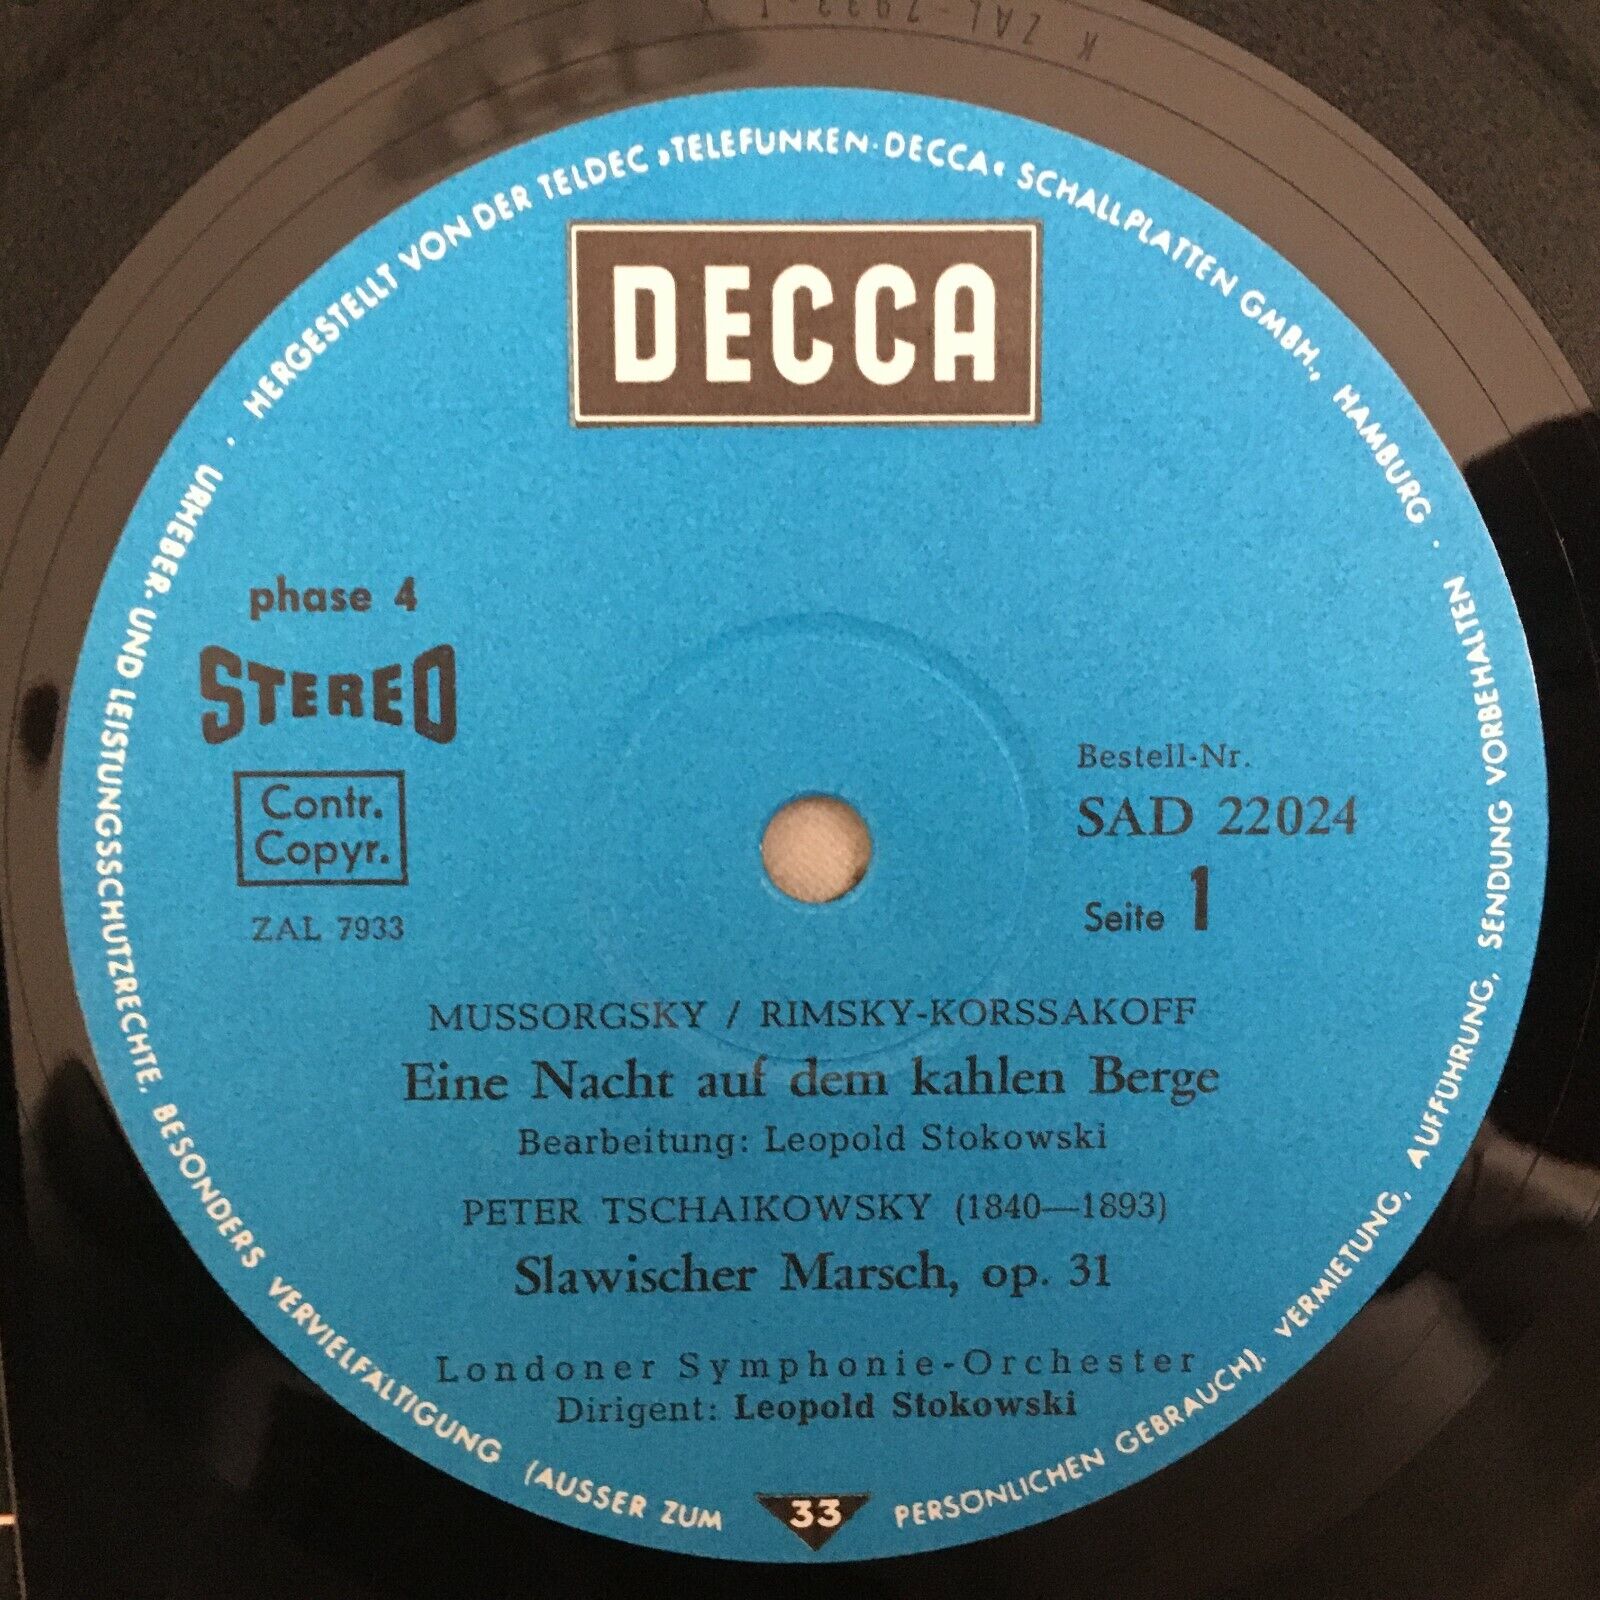 K ZAL-7933-
HERGESTELLT VON DER TELDEC »TELEFUNKEN·DECCA« SCHALLPLATTEN GMBH., HAMBURG · URHEBER- UND LEISTUNGSSCHUTZRECHTE, BESONDERS VERVIELFÄLTIGUNG (AUSSER ZUM PERSÖNLICHEN GEBRAUCH), VERMIETUNG, AUFFÜHRUNG, SENDUNG VORBEHALTEN ·
DECCA
phase 4
STEREO
Contr.
Copyr.
ZAL 7933
Bestell-Nr.
SAD 22024
Seite 1
MUSSORGSKY / RIMSKY-KORSSAKOFF
Eine Nacht auf dem kahlen Berge
Bearbeitung: Leopold Stokowski
PETER TSCHAIKOWSKY (1840—1893)
Slawischer Marsch, op. 31
Londoner Symphonie-Orchester
Dirigent: Leopold Stokowski
33